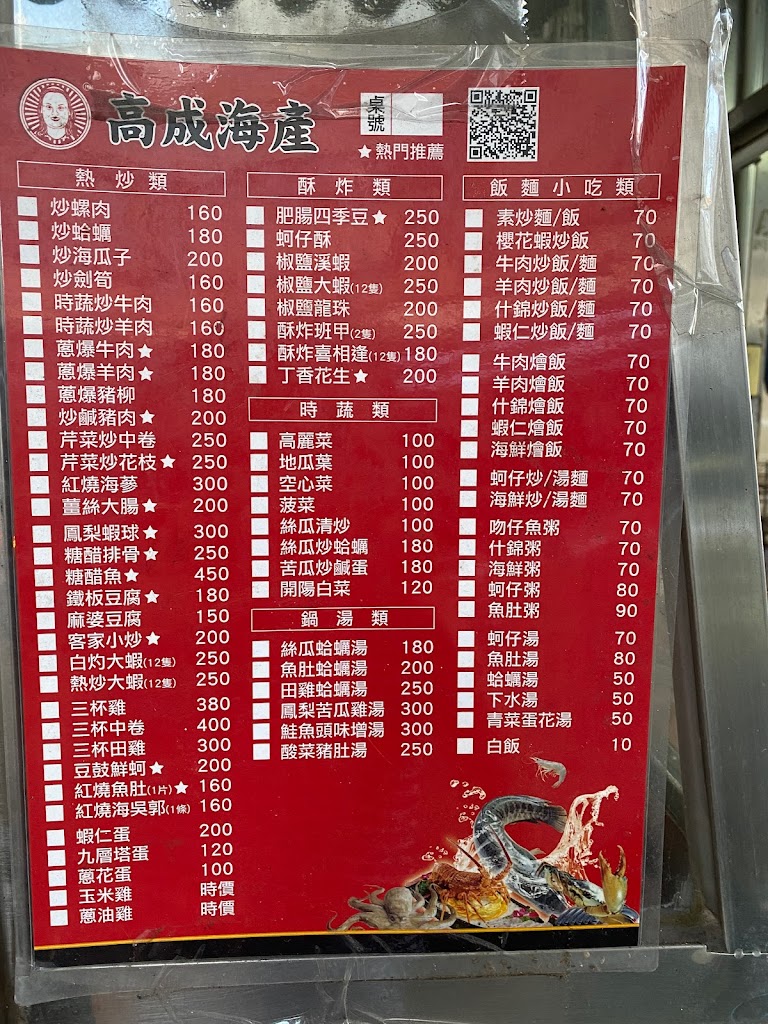 高成海產
桌號
★熱門推薦
熱炒類
炒螺肉 160
炒蛤蠣 180
炒海瓜子 200
炒劍筍 160
時蔬炒牛肉 160
時蔬炒羊肉 160
蔥爆牛肉★ 180
蔥爆羊肉★ 180
蔥爆豬柳 180
炒鹹豬肉★ 200
芹菜炒中卷 250
芹菜炒花枝★ 250
紅燒海蔘 300
薑絲大腸★ 200
鳳梨蝦球★ 300
糖醋排骨★ 250
糖醋魚★ 450
鐵板豆腐★ 180
麻婆豆腐 150
客家小炒★ 200
白灼大蝦(12隻) 250
熱炒大蝦(12隻) 250
三杯雞 380
三杯中卷 400
三杯田雞 300
豆鼓鮮蚵★ 200
紅燒魚肚(1片)★ 160
紅燒海吳郭(1條) 160
蝦仁蛋 200
九層塔蛋 120
蔥花蛋 100
玉米雞 時價
蔥油雞 時價
酥炸類
肥腸四季豆★ 250
蚵仔酥 250
椒鹽溪蝦 200
椒鹽大蝦(12隻) 250
椒鹽龍珠 200
酥炸班甲(2隻) 250
酥炸喜相逢(12隻) 180
丁香花生★ 200
時蔬類
高麗菜 100
地瓜葉 100
空心菜 100
菠菜 100
絲瓜清炒 100
絲瓜炒蛤蠣 180
苦瓜炒鹹蛋 180
開陽白菜 120
鍋湯類
絲瓜蛤蠣湯 180
魚肚蛤蠣湯 200
田雞蛤蠣湯 250
鳳梨苦瓜雞湯 300
鮭魚頭味增湯 300
酸菜豬肚湯 250
飯麵小吃類
素炒麵/飯 70
櫻花蝦炒飯 70
牛肉炒飯/麵 70
羊肉炒飯/麵 70
什錦炒飯/麵 70
蝦仁炒飯/麵 70
牛肉燴飯 70
羊肉燴飯 70
什錦燴飯 70
蝦仁燴飯 70
海鮮燴飯 70
蚵仔炒/湯麵 70
海鮮炒/湯麵 70
吻仔魚粥 70
什錦粥 70
海鮮粥 70
蚵仔粥 80
魚肚粥 90
蚵仔湯 70
魚肚湯 80
蛤蠣湯 50
下水湯 50
青菜蛋花湯 50
白飯 10